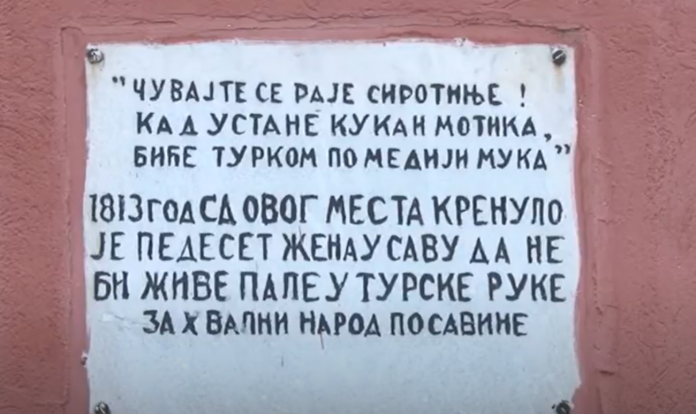 "ЧУВАЈТЕ СЕ РАЈЕ СИРОТИЊЕ !
КАД УСТАНЕ КУКА И МОТИКА,
БИЋЕ ТУРКОМ ПО МЕДИЈИ МУКА"
1813 ГОД СА ОВОГ МЕСТА КРЕНУЛО
ЈЕ ПЕДЕСЕТ ЖЕНА У САВУ ДА НЕ
БИ ЖИВЕ ПАЛЕ У ТУРСКЕ РУКЕ
ЗАХВАЛНИ НАРОД ПОСАВИНЕ